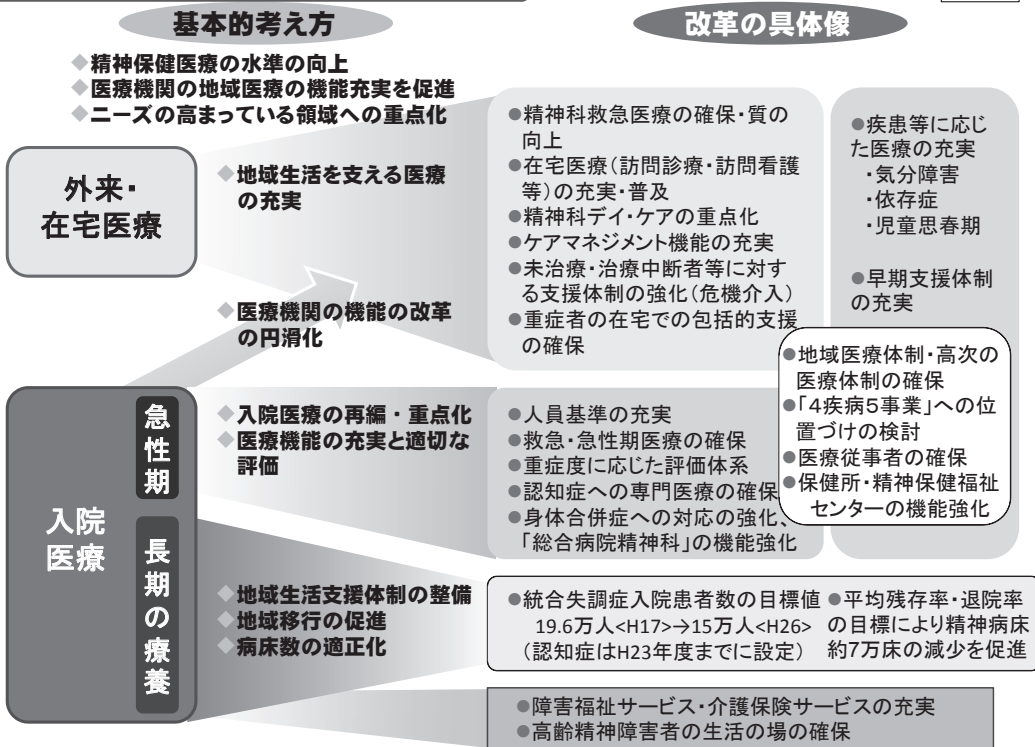 基本的考え方
改革の具体像
◆精神保健医療の水準の向上
◆医療機関の地域医療の機能充実を促進
◆ニーズの高まっている領域への重点化
外来・
在宅医療
◆地域生活を支える医療
の充実
◆医療機関の機能の改革
の円滑化
●精神科救急医療の確保・質の
向上
●在宅医療（訪問診療・訪問看護
等）の充実・普及
●精神科デイ・ケアの重点化
●ケアマネジメント機能の充実
●未治療・治療中断者等に対す
る支援体制の強化（危機介入）
●重症者の在宅での包括的支援
の確保
●疾患等に応じ
た医療の充実
・気分障害
・依存症
・児童思春期
●早期支援体制
の充実
●地域医療体制・高次の
医療体制の確保
●「４疾病５事業」への位
置づけの検討
●医療従事者の確保
●保健所・精神保健福祉
センターの機能強化
入院
医療
急性期
長期の療養
◆入院医療の再編・重点化
◆医療機能の充実と適切な
評価
●人員基準の充実
●救急・急性期医療の確保
●重症度に応じた評価体系
●認知症への専門医療の確保
●身体合併症への対応の強化、
「総合病院精神科」の機能強化
◆地域生活支援体制の整備
◆地域移行の促進
◆病床数の適正化
●統合失調症入院患者数の目標値
19.6万人<H17>→15万人<H26>
（認知症はH23年度までに設定）
●平均残存率・退院率
の目標により精神病床
約7万床の減少を促進
●障害福祉サービス・介護保険サービスの充実
●高齢精神障害者の生活の場の確保